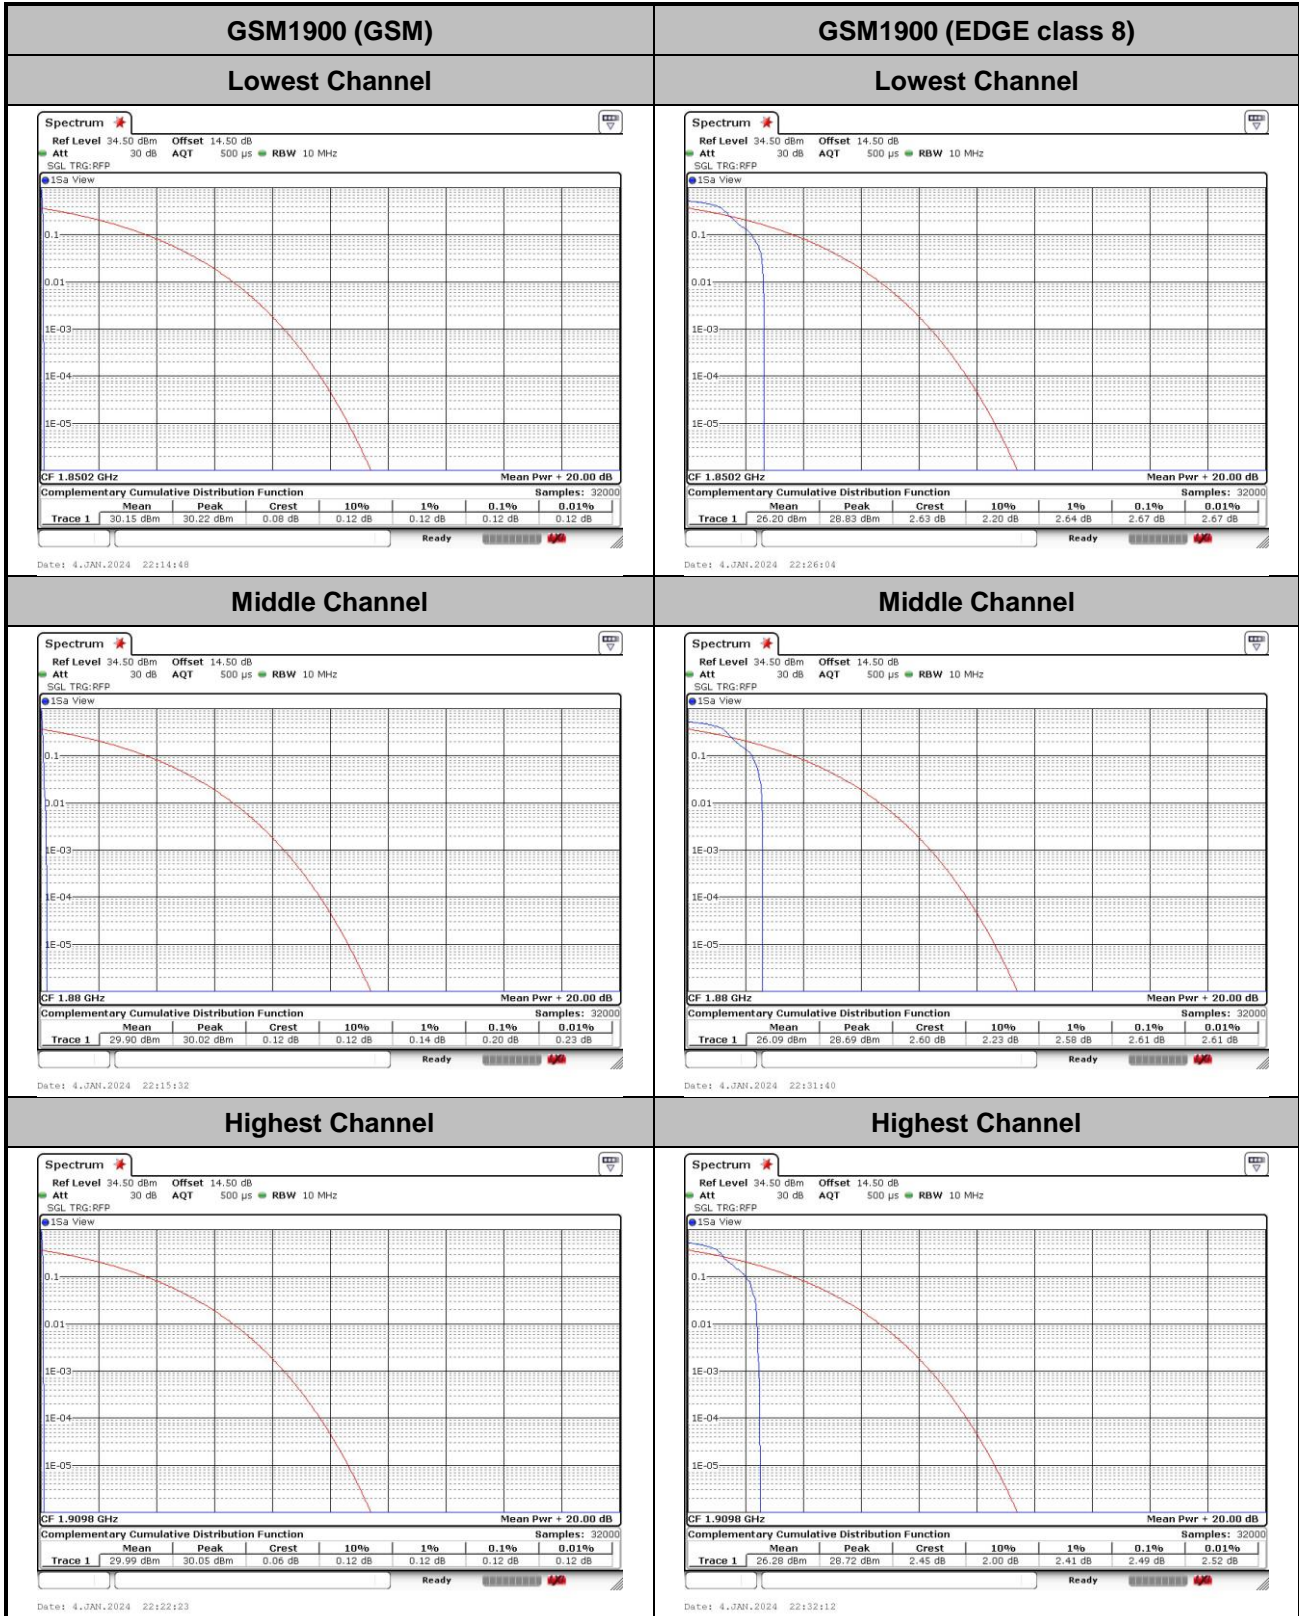 GSM1900 (GSM)
GSM1900 (EDGE class 8)
Lowest Channel
Lowest Channel
Spectrum
Ref Level 34.50 dBm Offset 14.50 dB
Att 30 dB AQT 500 µs RBW 10 MHz
SGL TRG:RFP
1Sa View
0.1
0.01
1E-03
1E-04
1E-05
CF 1.8502 GHz Mean Pwr + 20.00 dB
Complementary Cumulative Distribution Function Samples: 32000
Mean Peak Crest 10% 1% 0.1% 0.01%
Trace 1 30.15 dBm 30.22 dBm 0.08 dB 0.12 dB 0.12 dB 0.12 dB 0.12 dB
Ready
Date: 4.JAN.2024 22:14:48
Spectrum
Ref Level 34.50 dBm Offset 14.50 dB
Att 30 dB AQT 500 µs RBW 10 MHz
SGL TRG:RFP
1Sa View
0.1
0.01
1E-03
1E-04
1E-05
CF 1.8502 GHz Mean Pwr + 20.00 dB
Complementary Cumulative Distribution Function Samples: 32000
Mean Peak Crest 10% 1% 0.1% 0.01%
Trace 1 26.20 dBm 28.83 dBm 2.63 dB 2.20 dB 2.64 dB 2.67 dB 2.67 dB
Ready
Date: 4.JAN.2024 22:26:04
Middle Channel
Middle Channel
Spectrum
Ref Level 34.50 dBm Offset 14.50 dB
Att 30 dB AQT 500 µs RBW 10 MHz
SGL TRG:RFP
1Sa View
0.1
0.01
1E-03
1E-04
1E-05
CF 1.88 GHz Mean Pwr + 20.00 dB
Complementary Cumulative Distribution Function Samples: 32000
Mean Peak Crest 10% 1% 0.1% 0.01%
Trace 1 29.90 dBm 30.02 dBm 0.12 dB 0.12 dB 0.14 dB 0.20 dB 0.23 dB
Ready
Date: 4.JAN.2024 22:15:32
Spectrum
Ref Level 34.50 dBm Offset 14.50 dB
Att 30 dB AQT 500 µs RBW 10 MHz
SGL TRG:RFP
1Sa View
0.1
0.01
1E-03
1E-04
1E-05
CF 1.88 GHz Mean Pwr + 20.00 dB
Complementary Cumulative Distribution Function Samples: 32000
Mean Peak Crest 10% 1% 0.1% 0.01%
Trace 1 26.09 dBm 28.69 dBm 2.60 dB 2.23 dB 2.58 dB 2.61 dB 2.61 dB
Ready
Date: 4.JAN.2024 22:31:40
Highest Channel
Highest Channel
Spectrum
Ref Level 34.50 dBm Offset 14.50 dB
Att 30 dB AQT 500 µs RBW 10 MHz
SGL TRG:RFP
1Sa View
0.1
0.01
1E-03
1E-04
1E-05
CF 1.9098 GHz Mean Pwr + 20.00 dB
Complementary Cumulative Distribution Function Samples: 32000
Mean Peak Crest 10% 1% 0.1% 0.01%
Trace 1 29.99 dBm 30.05 dBm 0.06 dB 0.12 dB 0.12 dB 0.12 dB 0.12 dB
Ready
Date: 4.JAN.2024 22:22:23
Spectrum
Ref Level 34.50 dBm Offset 14.50 dB
Att 30 dB AQT 500 µs RBW 10 MHz
SGL TRG:RFP
1Sa View
0.1
0.01
1E-03
1E-04
1E-05
CF 1.9098 GHz Mean Pwr + 20.00 dB
Complementary Cumulative Distribution Function Samples: 32000
Mean Peak Crest 10% 1% 0.1% 0.01%
Trace 1 26.28 dBm 28.72 dBm 2.45 dB 2.00 dB 2.41 dB 2.49 dB 2.52 dB
Ready
Date: 4.JAN.2024 22:32:12